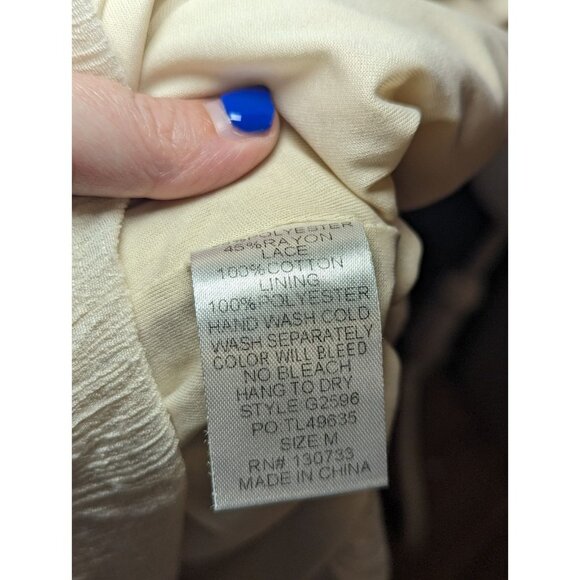 POLYESTER
45%RAYON
LACE
100%COTTON
LINING
100%POLYESTER
HAND WASH COLD
WASH SEPARATELY
COLOR WILL BLEED
NO BLEACH
HANG TO DRY
STYLE G2596
PO.TL49635
SIZE M
RN# 130733
MADE IN CHINA